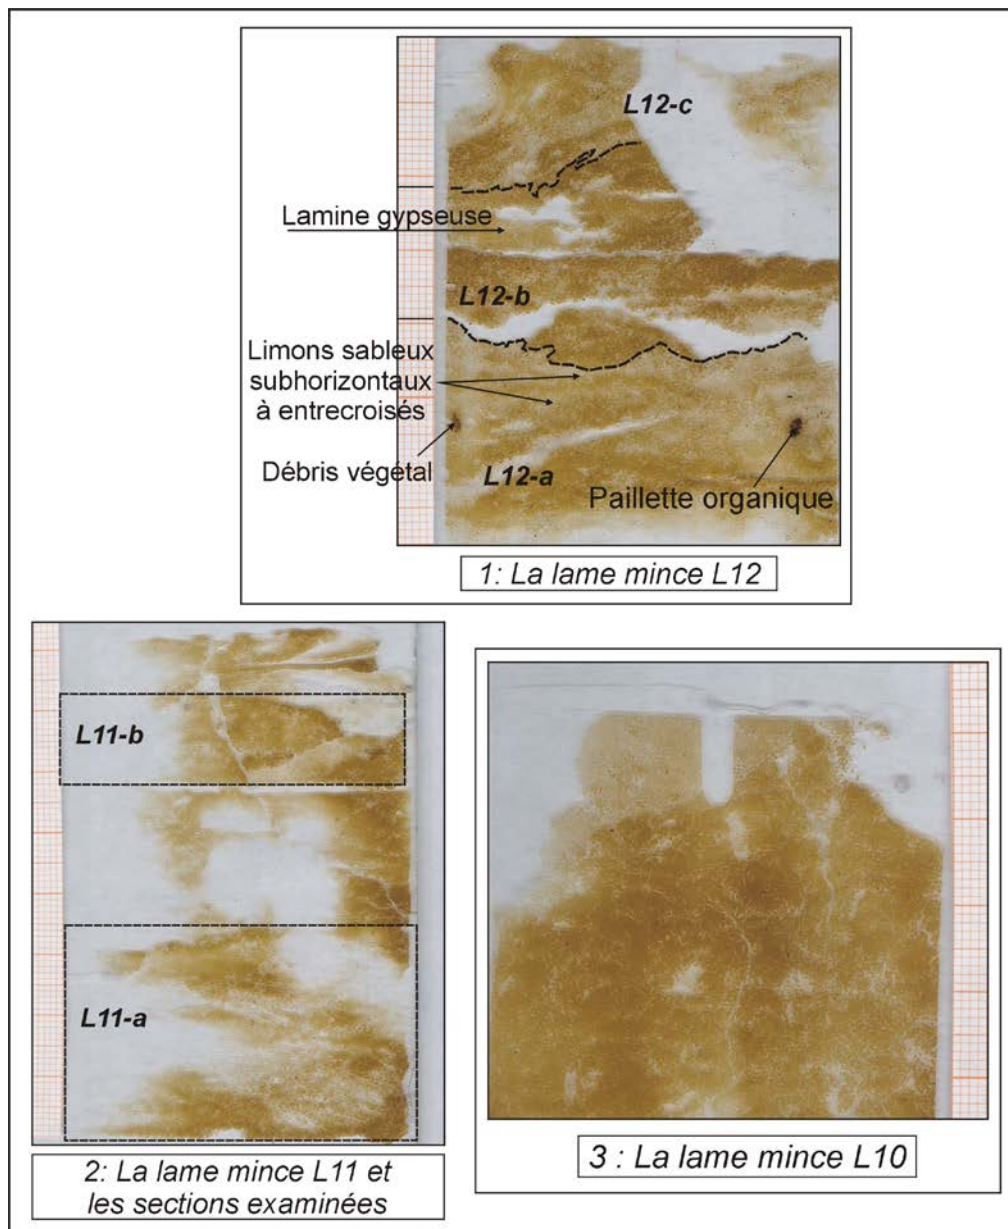 L12-c
Lamine gypseuse
L12-b
Limons sableux
subhorizontaux
à entrecroisés
Débris végétal
L12-a
Paillette organique
1: La lame mince L12
L11-b
L11-a
2: La lame mince L11 et
les sections examinées
3 : La lame mince L10